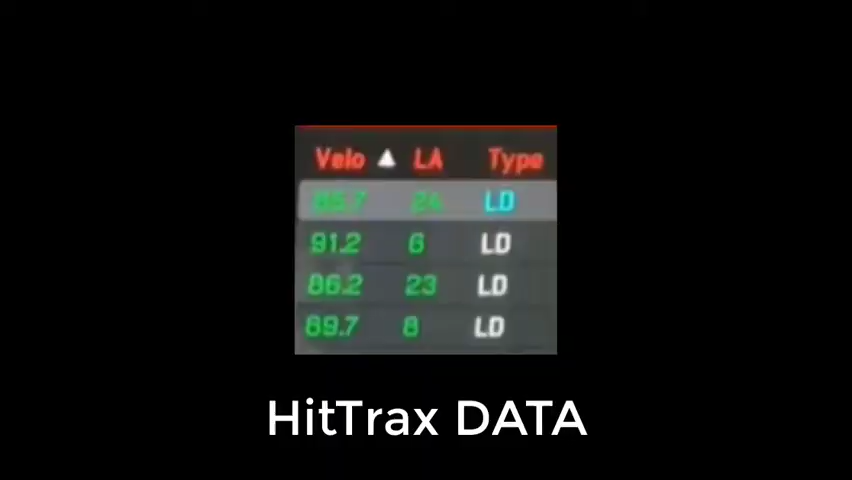 Velo ▲ LA Type
24 LD
91.2 6 LD
86.2 23 LD
89.7 8 LD
HitTrax DATA